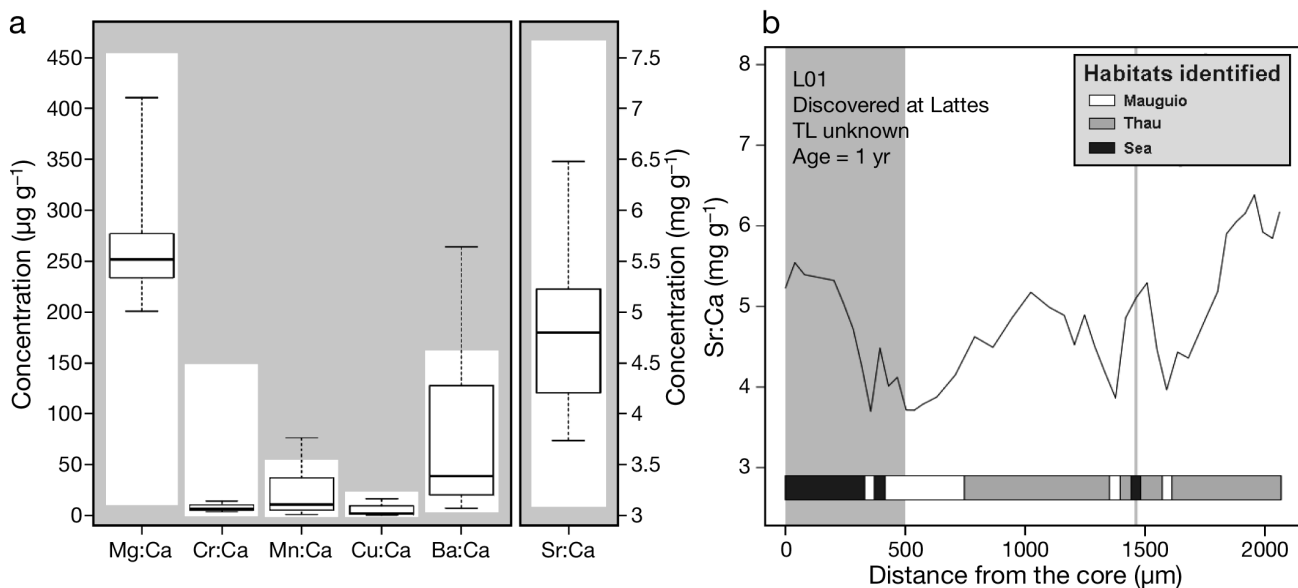 a
Concentration (µg g⁻¹)
450
400
350
300
250
200
150
100
50
0
Mg:Ca
Cr:Ca
Mn:Ca
Cu:Ca
Ba:Ca
Sr:Ca
7.5
7
6.5
6
5.5
5
4.5
4
3.5
3
Concentration (mg g⁻¹)
b
Sr:Ca (mg g⁻¹)
8
7
6
5
4
3
L01
Discovered at Lattes
TL unknown
Age = 1 yr
Habitats identified
Mauguio
Thau
Sea
0
500
1000
1500
2000
Distance from the core (µm)